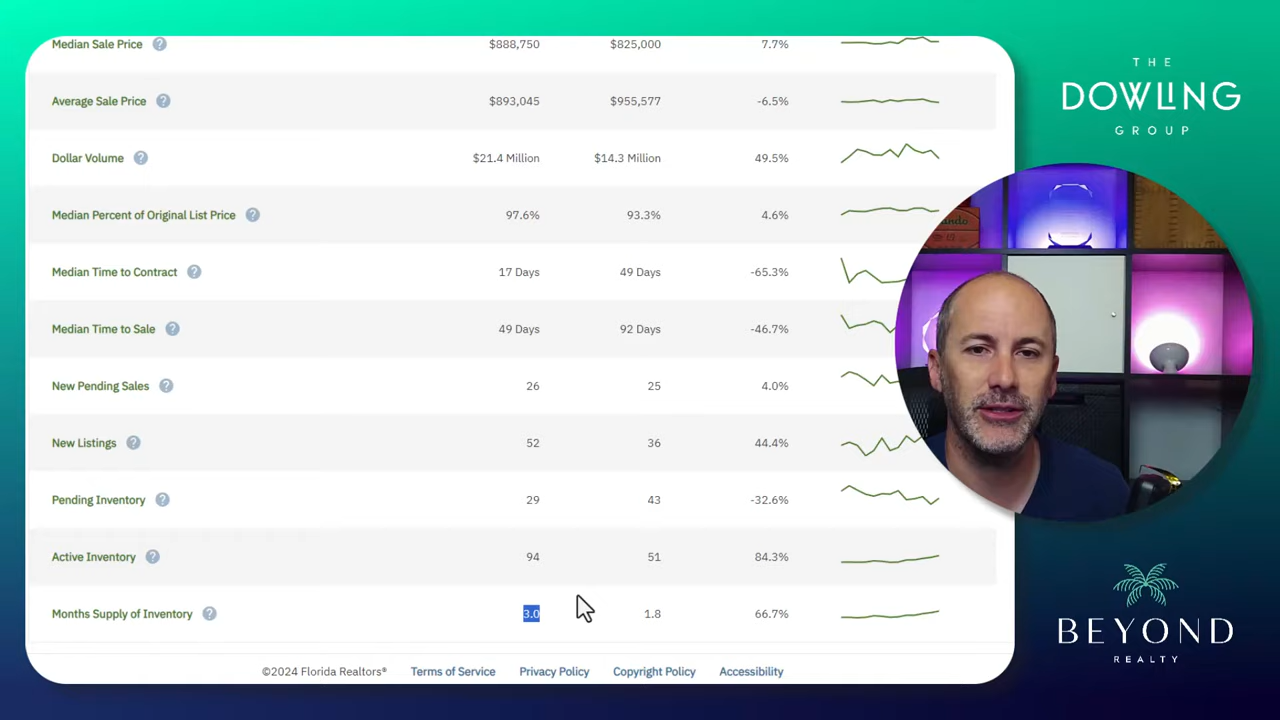 Median Sale Price ? $888,750 $825,000 7.7%
Average Sale Price ? $893,045 $955,577 -6.5%
Dollar Volume ? $21.4 Million $14.3 Million 49.5%
Median Percent of Original List Price ? 97.6% 93.3% 4.6%
Median Time to Contract ? 17 Days 49 Days -65.3%
Median Time to Sale ? 49 Days 92 Days -46.7%
New Pending Sales ? 26 25 4.0%
New Listings ? 52 36 44.4%
Pending Inventory ? 29 43 -32.6%
Active Inventory ? 94 51 84.3%
Months Supply of Inventory ? 3.0 1.8 66.7%
©2024 Florida Realtors® Terms of Service Privacy Policy Copyright Policy Accessibility
THE
DOWLING
GROUP
BEYOND
REALTY